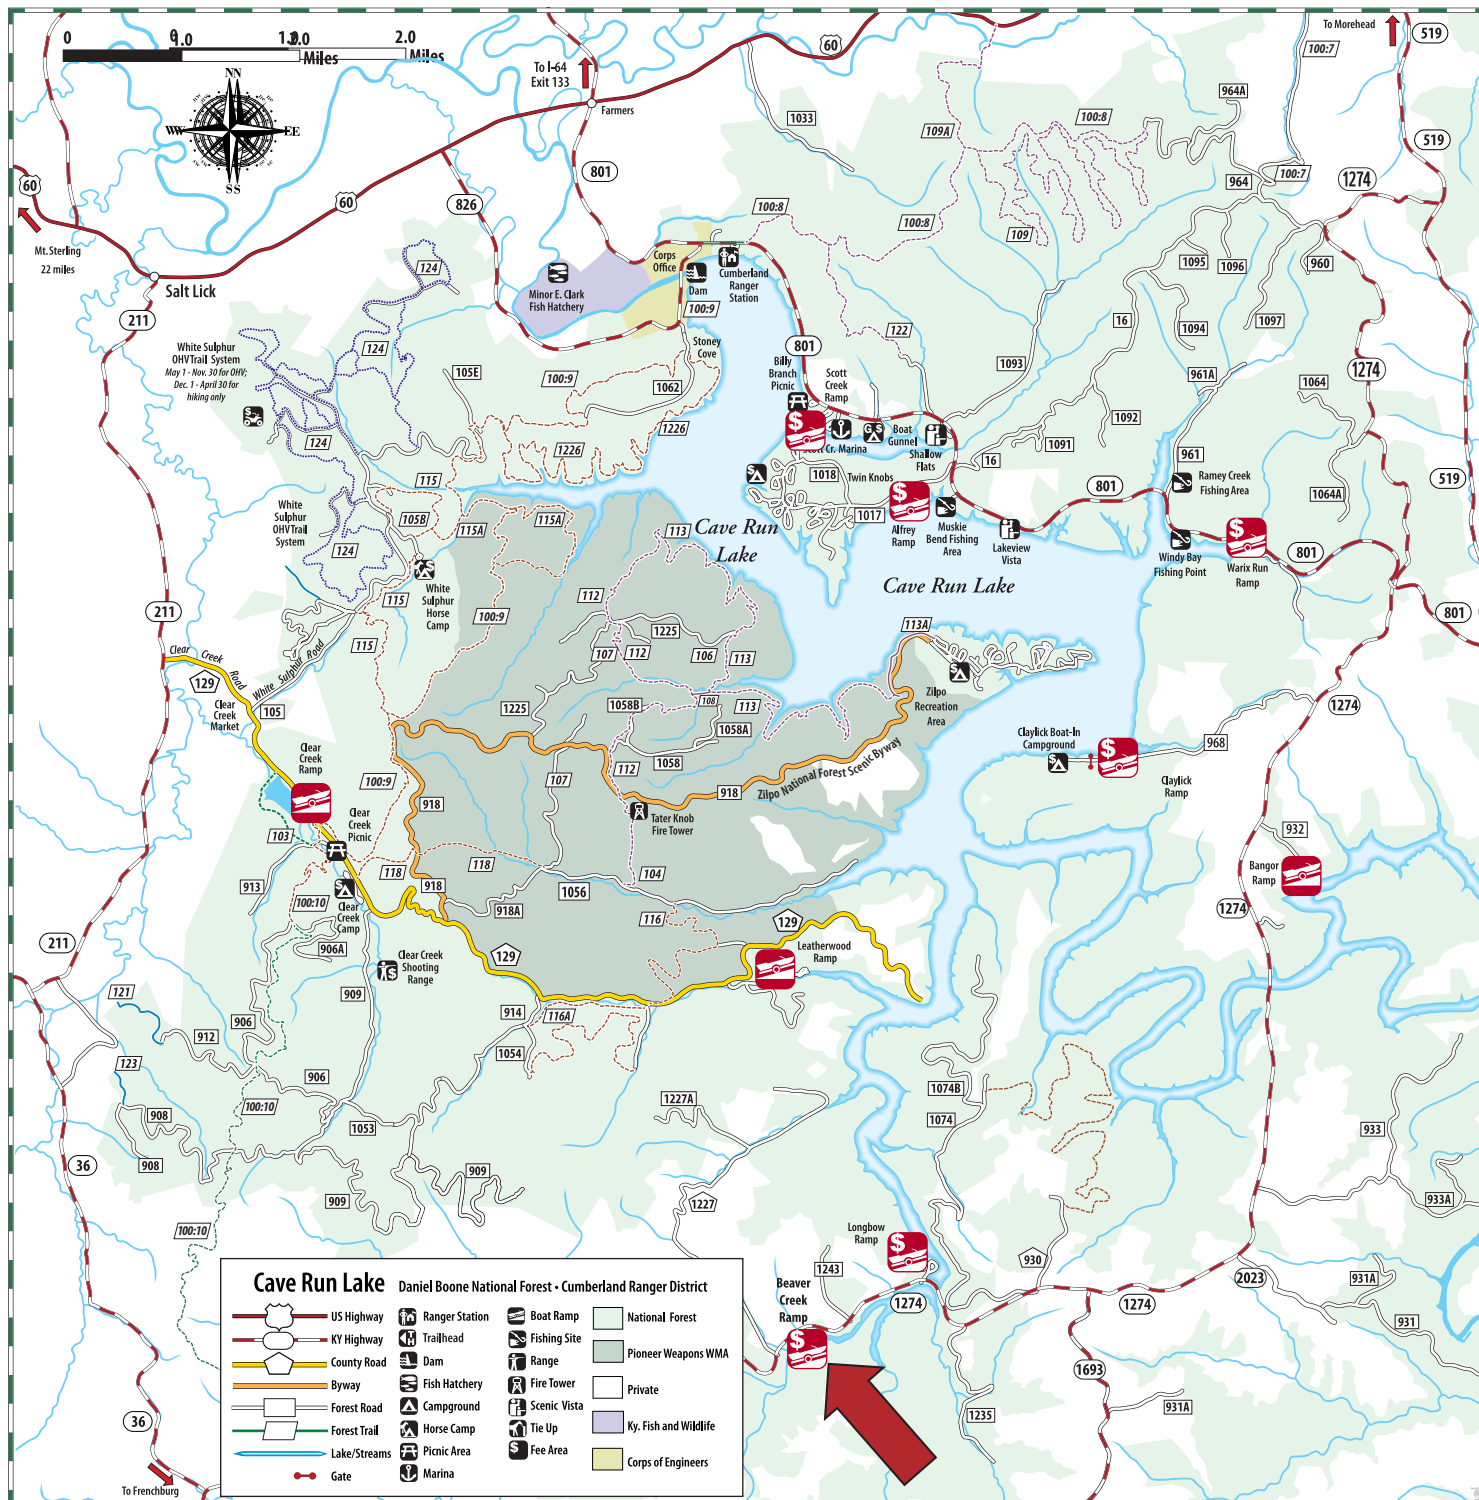 0
0
1.0
1.0
2.0
2.0
Miles
Miles
NN
WW
EE
SS
To I-64
Exit 133
60
Farmers
1033
801
826
60
60
Mt. Sterling
22 miles
Salt Lick
211
To Morehead
519
100:7
964A
100:8
109A
519
100:7
964
1274
100:8
100:8
109
1095
1096
960
Corps
Office
Minor E. Clark
Fish Hatchery
Dam
Cumberland
Ranger
Station
100:9
124
White Sulphur
OHV Trail System
May 1 - Nov. 30 for OHV;
Dec. 1 - April 30 for
hiking only
124
105E
100:9
Stoney
Cove
1062
801
122
1093
16
1094
1097
1274
Billy
Branch
Picnic
Scott
Creek
Ramp
961A
1064
1226
1226
124
Scott Cr. Marina
Boat
Gunnel
Shallow
Flats
1092
1091
16
961
Ramey Creek
Fishing Area
1064A
519
115
1018
Twin Knobs
801
White
Sulphur
OHV Trail
System
105B
115A
115A
113
1017
Alfrey
Ramp
Muskie
Bend Fishing
Area
Lakeview
Vista
Windy Bay
Fishing Point
Warix Run
Ramp
801
Cave Run
Lake
Cave Run Lake
124
White
Sulphur
Horse
Camp
115
112
100:9
211
801
115
1225
107
112
106
113
113A
Clear Creek Road
White Sulphur Road
129
Clear
Creek
Market
105
Zilpo
Recreation
Area
1225
1058B
108
113
1058A
1058
1274
Claylick Boat-In
Campground
968
Claylick
Ramp
Clear
Creek
Ramp
100:9
107
112
918
918
Zilpo National Forest Scenic Byway
Tater Knob
Fire Tower
103
Clear
Creek
Picnic
118
118
104
932
Bangor
Ramp
913
100:10
918
918A
1056
116
129
1274
Clear
Creek
Camp
906A
Clear Creek
Shooting
Range
129
Leatherwood
Ramp
211
121
909
914
116A
912
906
1054
123
906
100:10
1227A
1074B
1074
908
908
1053
36
909
909
1227
933
933A
100:10
Longbow
Ramp
1243
930
2023
931A
Beaver
Creek
Ramp
1274
1274
931
1693
36
1235
931A
To Frenchburg
Cave Run Lake
Daniel Boone National Forest • Cumberland Ranger District
US Highway
KY Highway
County Road
Byway
Forest Road
Forest Trail
Lake/Streams
Gate
Ranger Station
Trailhead
Dam
Fish Hatchery
Campground
Horse Camp
Picnic Area
Marina
Boat Ramp
Fishing Site
Range
Fire Tower
Scenic Vista
Tie Up
Fee Area
National Forest
Pioneer Weapons WMA
Private
Ky. Fish and Wildlife
Corps of Engineers